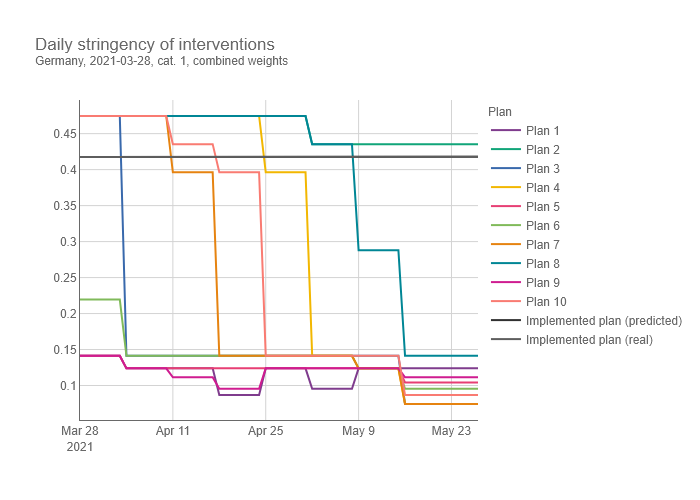 Daily stringency of interventions
Germany, 2021-03-28, cat. 1, combined weights
Plan
0.45
0.4
0.35
0.3
0.25
0.2
0.15
0.1
Mar 28
2021
Apr 11
Apr 25
May 9
May 23
Plan 1
Plan 2
Plan 3
Plan 4
Plan 5
Plan 6
Plan 7
Plan 8
Plan 9
Plan 10
Implemented plan (predicted)
Implemented plan (real)